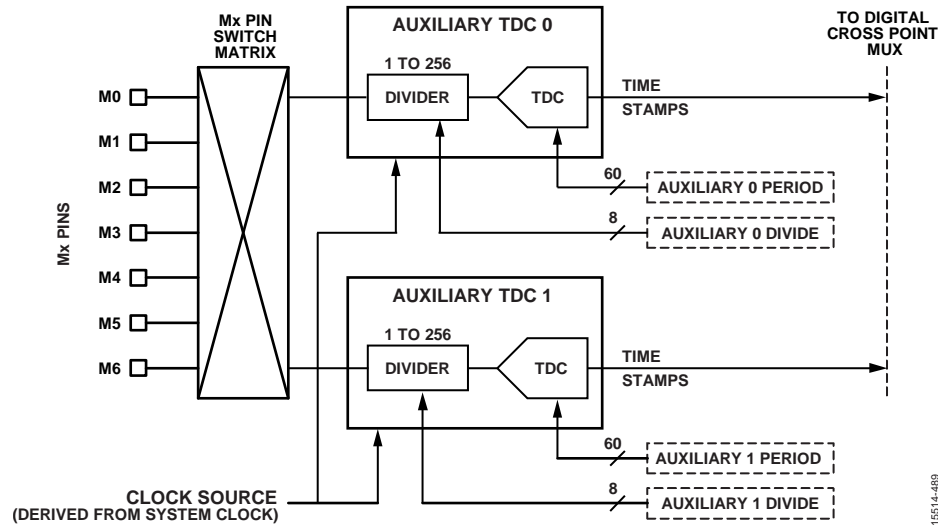 Mx PIN
SWITCH
MATRIX
AUXILIARY TDC 0
TO DIGITAL
CROSS POINT
MUX
1 TO 256
DIVIDER
TDC
TIME
STAMPS
M0
M1
M2
M3
M4
M5
M6
Mx PINS
60
AUXILIARY 0 PERIOD
8
AUXILIARY 0 DIVIDE
AUXILIARY TDC 1
1 TO 256
DIVIDER
TDC
TIME
STAMPS
60
AUXILIARY 1 PERIOD
8
AUXILIARY 1 DIVIDE
CLOCK SOURCE
(DERIVED FROM SYSTEM CLOCK)
15514-489